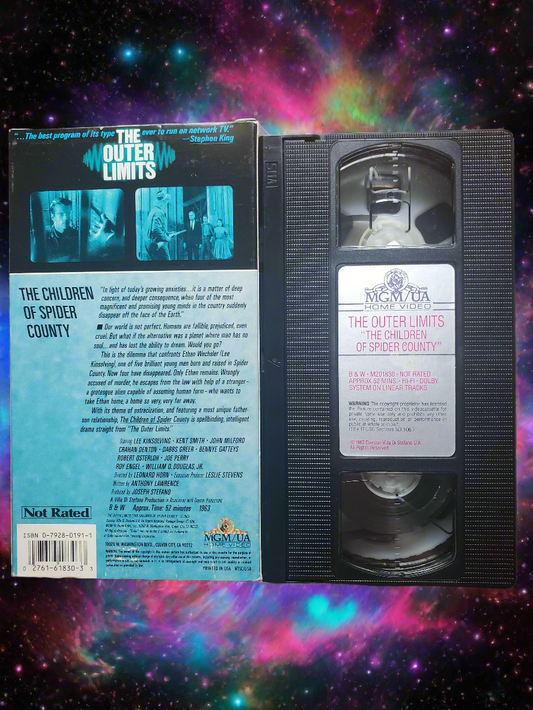 "...The best program of its type ever to run on network TV."
—Stephen King
THE
OUTER
LIMITS
THE CHILDREN
OF SPIDER
COUNTY
"In light of today's growing anxieties...it is a matter of deep
concern, and deeper consequence, when four of the most
magnificent and promising young minds in the country suddenly
disappear off the face of the Earth."
■ Our world is not perfect. Humans are fallible, prejudiced, even
cruel. But what if the alternative was a planet where man has no
soul...and has lost the ability to dream. Would you go?
This is the dilemma that confronts Ethan Wechsler (Lee
Kinsolving), one of five brilliant young men born and raised in Spider
County. Now four have disappeared. Only Ethan remains. Wrongly
accused of murder, he escapes from the law with help of a stranger -
a grotesque alien capable of assuming human form - who wants to
take Ethan home, a home so very, very far away.
With its theme of ostracization, and featuring a most unique father-
son relationship, The Children of Spider County is spellbinding, intelligent
drama straight from "The Outer Limits."
Starring LEE KINSOLVING • KENT SMITH • JOHN MILFORD
CRAHAN DENTON • DABBS GREER • BENNYE GATTEYS
ROBERT OSTERLOH • JOE PERRY
ROY ENGEL • WILLIAM O. DOUGLAS, JR.
Directed by LEONARD HORN • Executive Producer LESLIE STEVENS
Written by ANTHONY LAWRENCE
Produced by JOSEPH STEFANO
A Villa Di Stefano Production in
B & W Approx. Time: 52 minutes 1963
Not Rated
ISBN 0-7928-0191-1
0 27616-1830-3 1
MGM/UA
HOME VIDEO
PRINTED IN USA NTSC/USA
MGM/UA
HOME VIDEO
THE OUTER LIMITS
"THE CHILDREN
OF SPIDER COUNTY"
B & W - M201830 - NOT RATED
APPROX 52 MINS. - HI-FI - DOLBY
SYSTEM ON LINEAR TRACKS